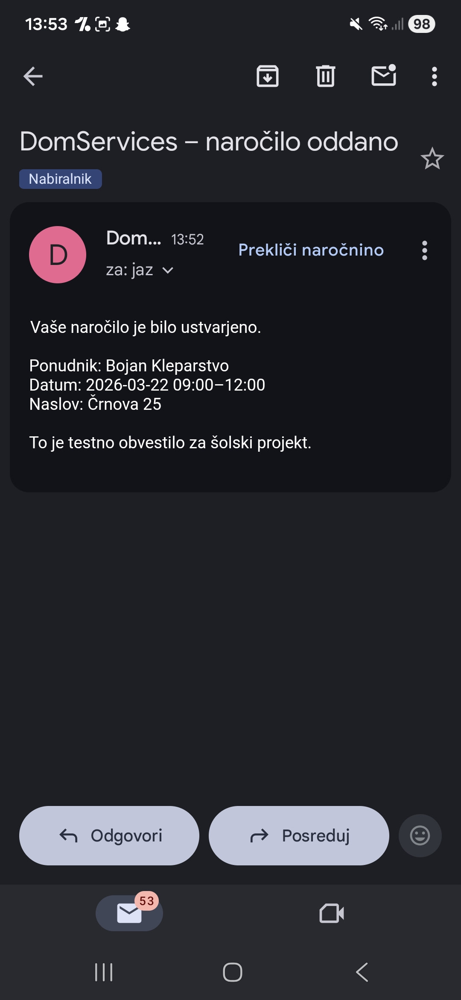 13:53
98
DomServices – naročilo oddano
Nabiralnik
D
Dom... 13:52
Prekliči naročnino
za: jaz
Vaše naročilo je bilo ustvarjeno.
Ponudnik: Bojan Kleparstvo
Datum: 2026-03-22 09:00–12:00
Naslov: Črnova 25
To je testno obvestilo za šolski projekt.
Odgovori
Posreduj
53